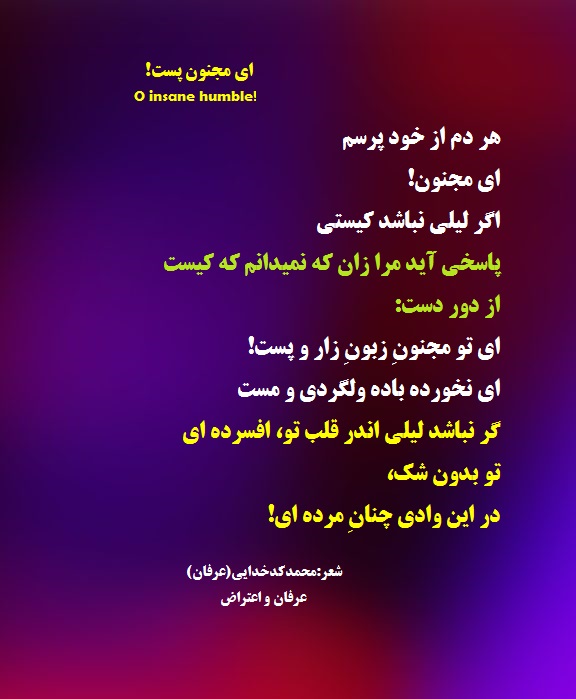 ای مجنون پست!
O insane humble!
هر دم از خود پرسم
ای مجنون!
اگر لیلی نباشد کیستی
پاسخی آید مرا زان که نمیدانم که کیست
از دور دست:
ای تو مجنونِ زبونِ زار و پست!
ای نخورده باده ولگردی و مست
گر نباشد لیلی اندر قلب تو، افسرده ای
تو بدون شک،
در این وادی چنانِ مرده ای!
شعر:محمدکدخدایی(عرفان)
عرفان و اعتراض